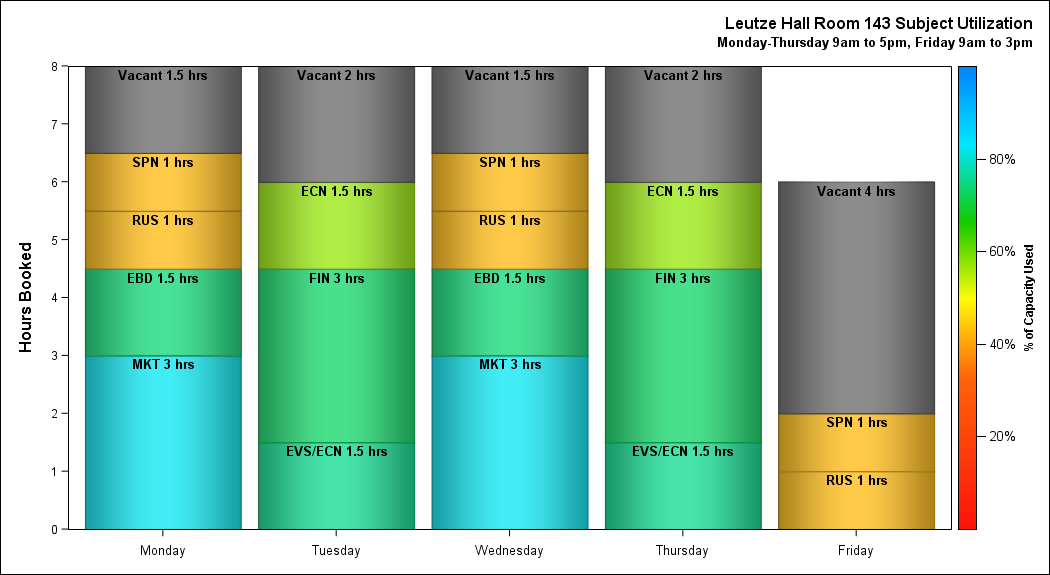 Leutze Hall Room 143 Subject Utilization
Monday-Thursday 9am to 5pm, Friday 9am to 3pm
Hours Booked
8
7
6
5
4
3
2
1
0
Vacant 1.5 hrs
SPN 1 hrs
RUS 1 hrs
EBD 1.5 hrs
MKT 3 hrs
Monday
Vacant 2 hrs
ECN 1.5 hrs
FIN 3 hrs
EVS/ECN 1.5 hrs
Tuesday
Vacant 1.5 hrs
SPN 1 hrs
RUS 1 hrs
EBD 1.5 hrs
MKT 3 hrs
Wednesday
Vacant 2 hrs
ECN 1.5 hrs
FIN 3 hrs
EVS/ECN 1.5 hrs
Thursday
Vacant 4 hrs
SPN 1 hrs
RUS 1 hrs
Friday
80%
60%
40%
20%
% of Capacity Used